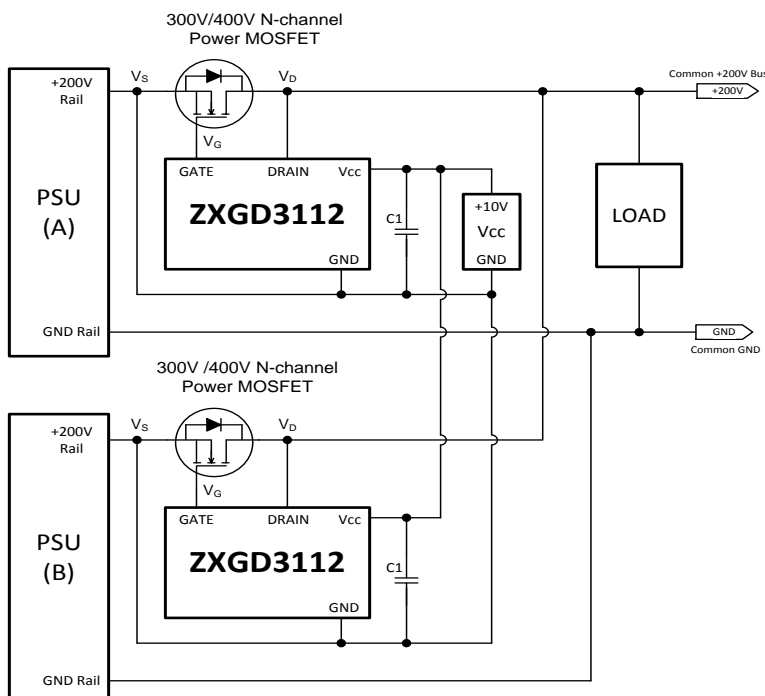 300V/400V N-channel
Power MOSFET
+200V
Rail
VS
VD
Common +200V Bus
+200V
VG
GATE
DRAIN
Vcc
ZXGD3112
GND
PSU
(A)
C1
+10V
Vcc
GND
LOAD
GND Rail
GND
Common GND
300V /400V N-channel
Power MOSFET
+200V
Rail
VS
VD
VG
GATE
DRAIN
Vcc
ZXGD3112
GND
PSU
(B)
C1
GND Rail